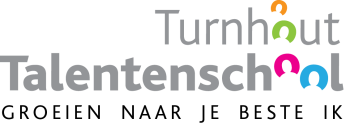 Turnhout
Talentenschool
GROEIEN NAAR JE BESTE IK